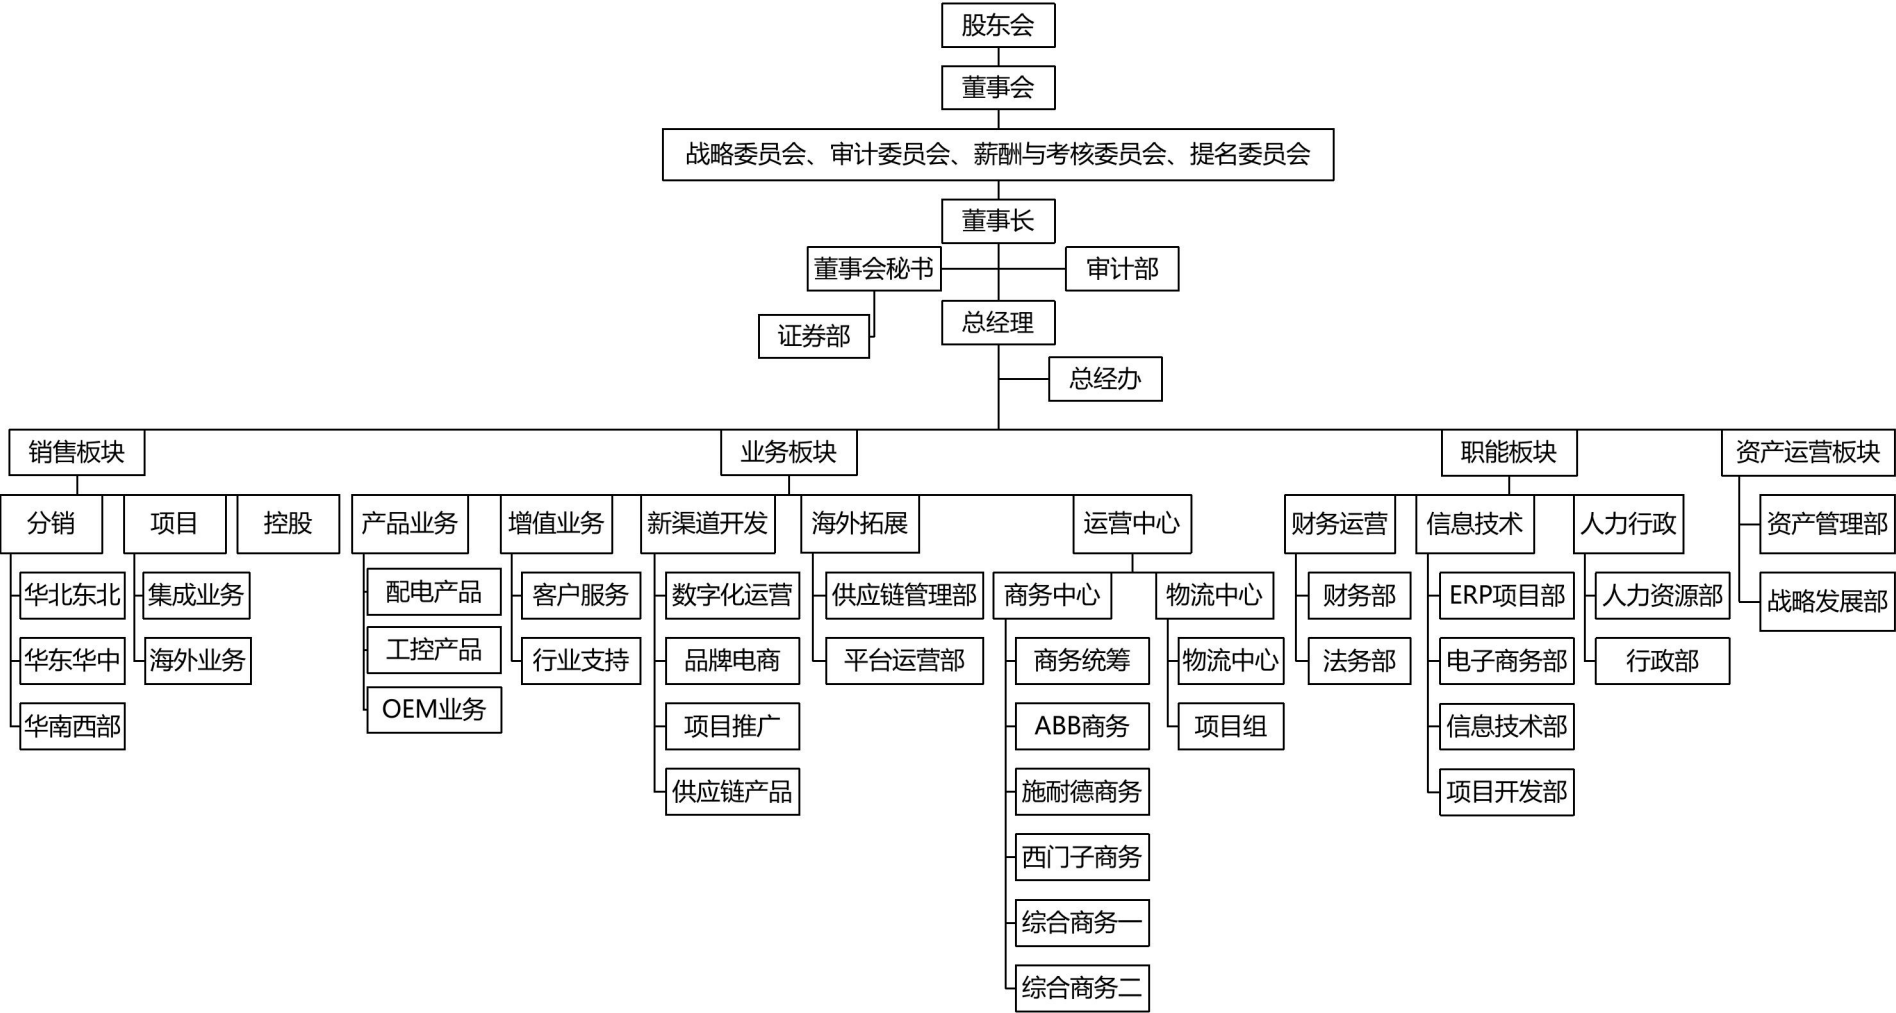 股东会
董事会
战略委员会、审计委员会、薪酬与考核委员会、提名委员会
董事长
董事会秘书
审计部
证券部
总经理
总经办
销售板块
业务板块
职能板块
资产运营板块
分销
项目
控股
产品业务
增值业务
新渠道开发
海外拓展
运营中心
财务运营
信息技术
人力行政
资产管理部
华北东北
集成业务
配电产品
客户服务
数字化运营
供应链管理部
商务中心
物流中心
财务部
ERP项目部
人力资源部
战略发展部
华东华中
海外业务
工控产品
行业支持
品牌电商
平台运营部
商务统筹
物流中心
法务部
电子商务部
行政部
华南西部
OEM业务
项目推广
ABB商务
项目组
信息技术部
供应链产品
施耐德商务
项目开发部
西门子商务
综合商务一
综合商务二